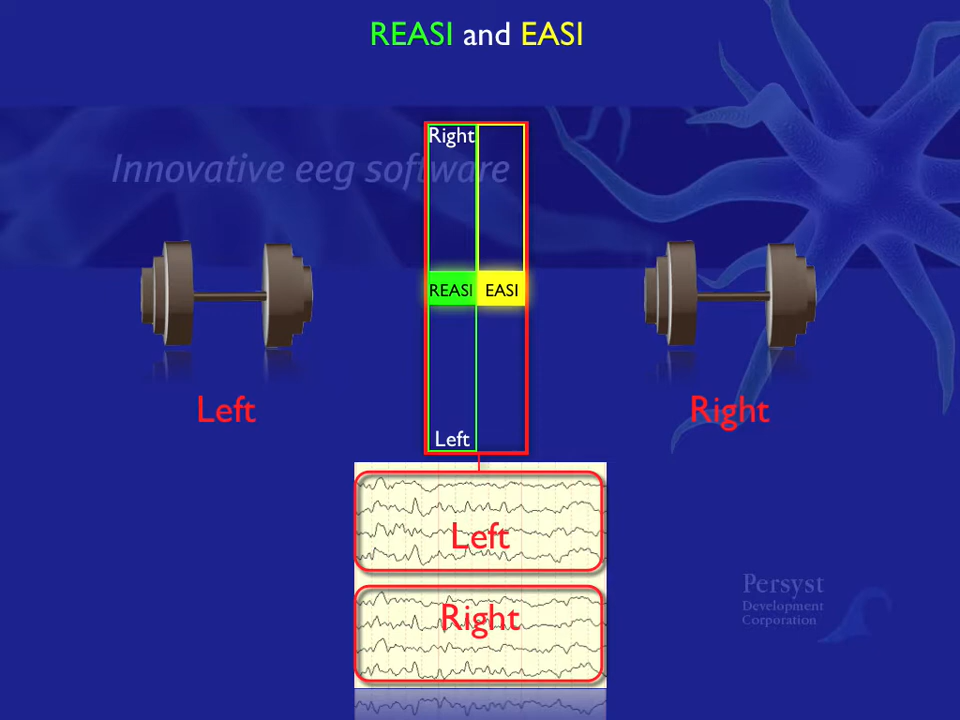 REASI and EASI
Right
Innovative eeg software
REASI EASI
Left
Right
Left
Left
Right
Persyst
Development
Corporation